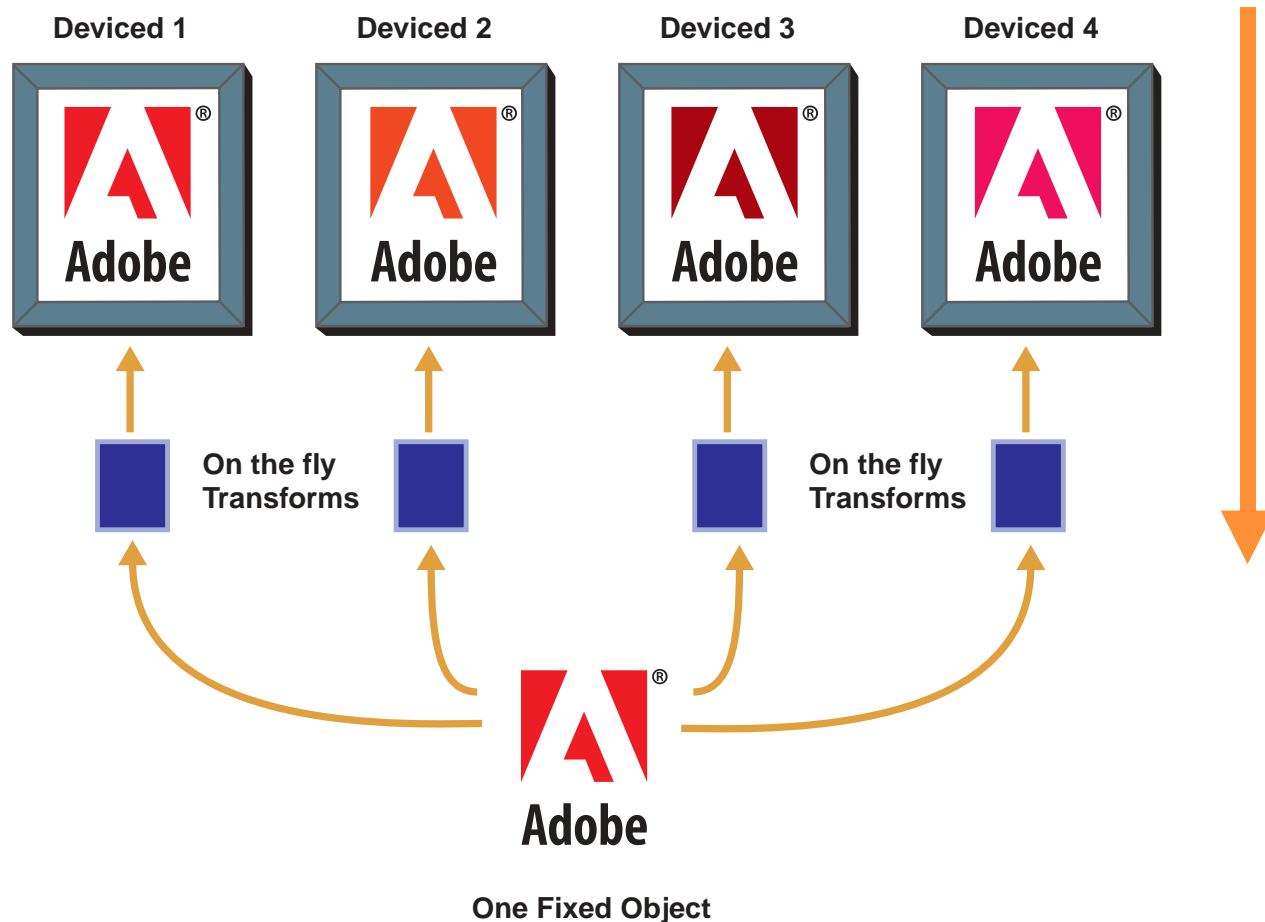 Deviced 1 Deviced 2 Deviced 3 Deviced 4
® ® ® ®
Adobe Adobe Adobe Adobe
On the fly
Transforms
On the fly
Transforms
®
Adobe
One Fixed Object